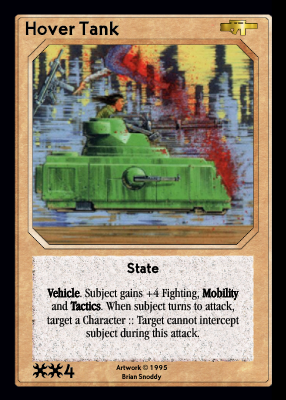 Hover Tank
State
Vehicle. Subject gains +4 Fighting, Mobility
and Tactics. When subject turns to attack,
target a Character :: Target cannot intercept
subject during this attack.
4
Artwork © 1995
Brian Snoddy